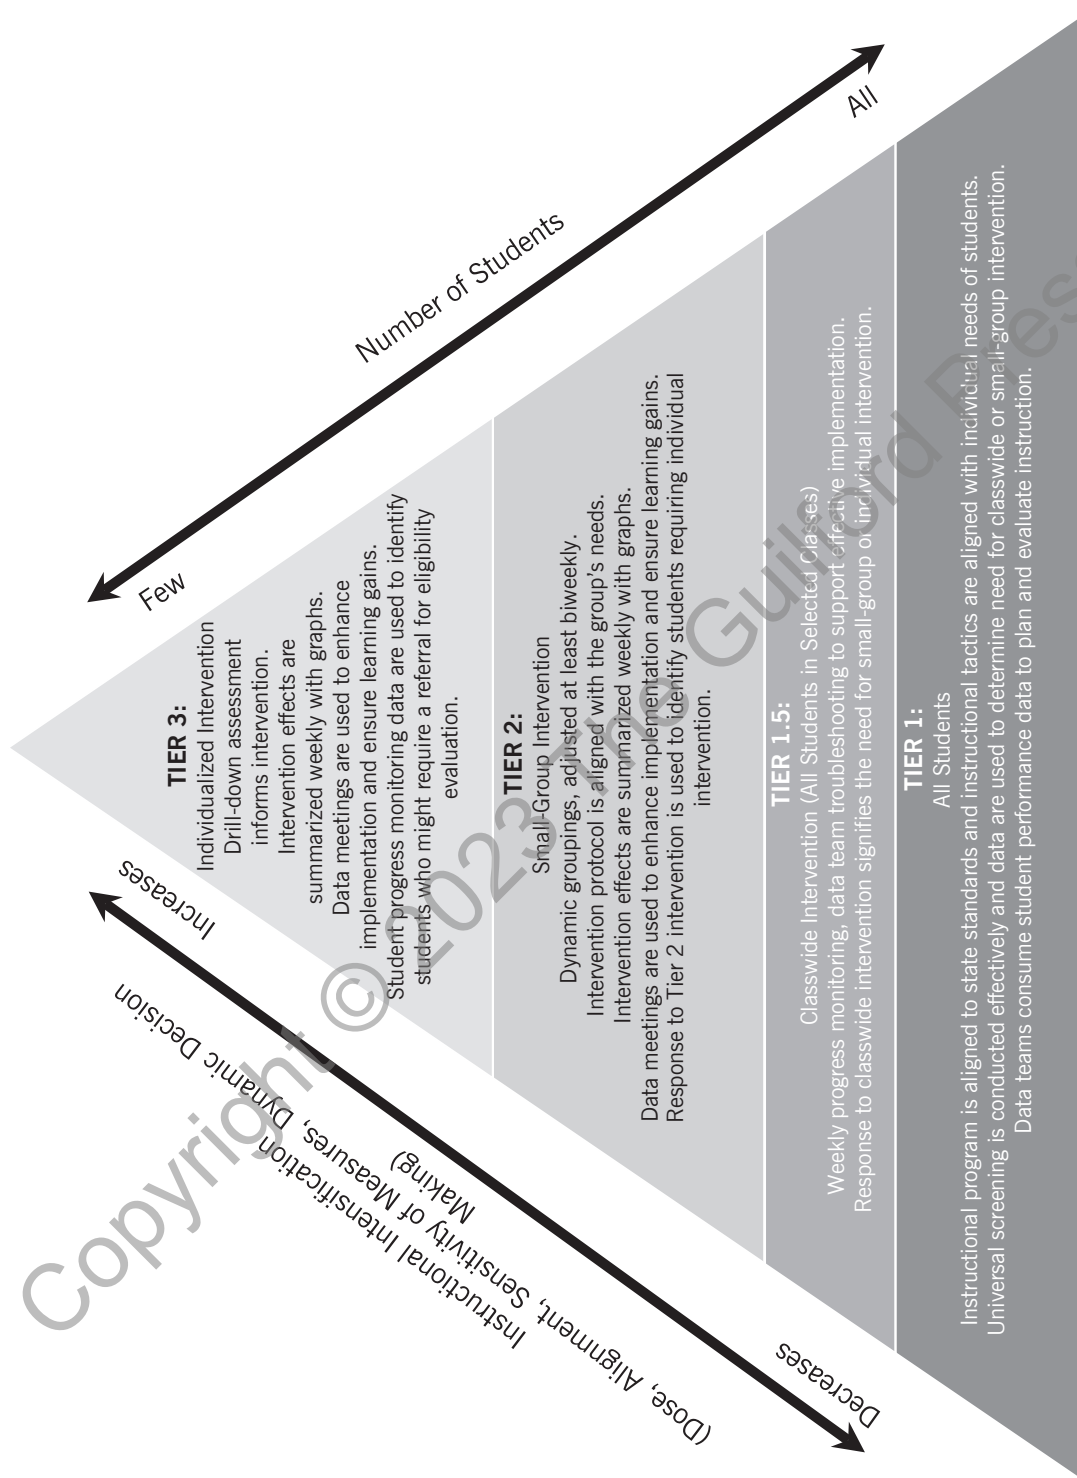 Increases
Instructional Intensification
(Dose, Alignment, Sensitivity of Measures, Dynamic Decision
Making)
Decreases
Few
Number of Students
All
TIER 3:
Individualized Intervention
Drill-down assessment
informs intervention.
Intervention effects are
summarized weekly with graphs.
Data meetings are used to enhance
implementation and ensure learning gains.
Student progress monitoring data are used to identify
students who might require a referral for eligibility
evaluation.
TIER 2:
Small-Group Intervention
Dynamic groupings, adjusted at least biweekly.
Intervention protocol is aligned with the group's needs.
Intervention effects are summarized weekly with graphs.
Data meetings are used to enhance implementation and ensure learning gains.
Response to Tier 2 intervention is used to identify students requiring individual
intervention.
TIER 1.5:
Classwide Intervention (All Students in Selected Classes)
Weekly progress monitoring, data team troubleshooting to support effective implementation.
Response to classwide intervention signifies the need for small-group or individual intervention.
TIER 1:
All Students
Instructional program is aligned to state standards and instructional tactics are aligned with individual needs of students.
Universal screening is conducted effectively and data are used to determine need for classwide or small-group intervention.
Data teams consume student performance data to plan and evaluate instruction.
Copyright © 2023 The Guilford Press